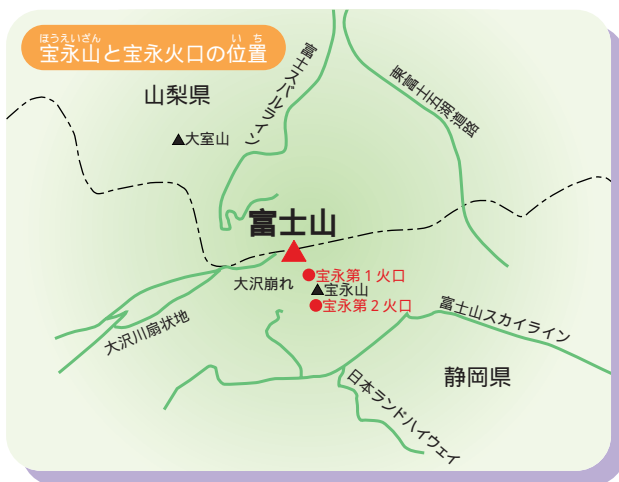 ほうえいざん い ち
宝永山と宝永火口の位置
山梨県
富士スバルライン
東富士五湖道路
▲大室山
富士山
大沢崩れ
●宝永第1火口
▲宝永山
●宝永第2火口
大沢川扇状地
富士山スカイライン
静岡県
日本ランドハイウェイ